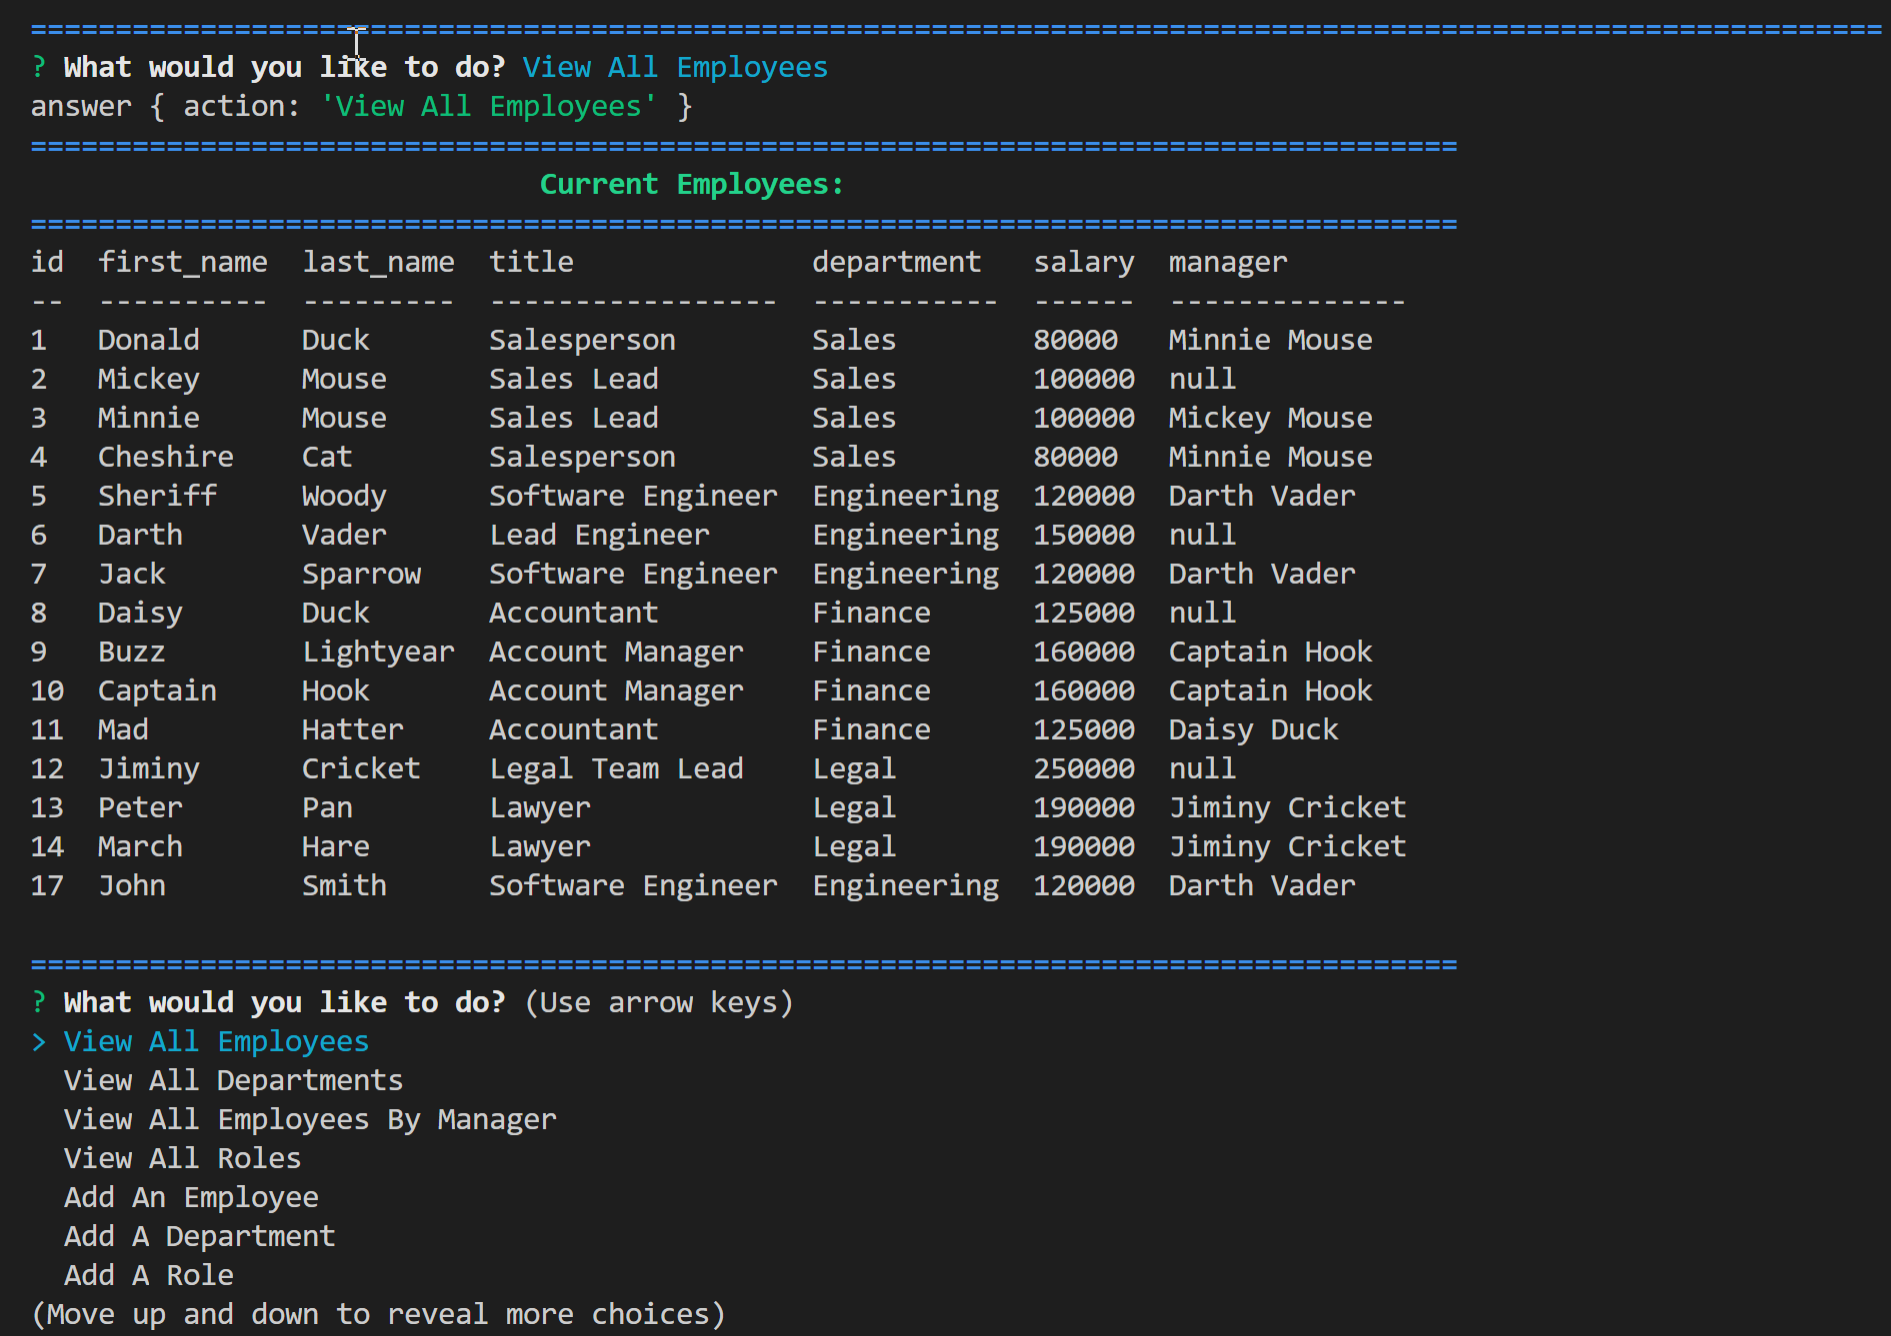 =============================================================================================================
? What would you like to do? View All Employees
answer { action: 'View All Employees' }
====================================================================================
                              Current Employees:
====================================================================================
id  first_name  last_name  title              department   salary  manager
--  ----------  ---------  -----------------  -----------  ------  --------------
1   Donald      Duck       Salesperson        Sales        80000   Minnie Mouse
2   Mickey      Mouse      Sales Lead         Sales        100000  null
3   Minnie      Mouse      Sales Lead         Sales        100000  Mickey Mouse
4   Cheshire    Cat        Salesperson        Sales        80000   Minnie Mouse
5   Sheriff     Woody      Software Engineer  Engineering  120000  Darth Vader
6   Darth       Vader      Lead Engineer      Engineering  150000  null
7   Jack        Sparrow    Software Engineer  Engineering  120000  Darth Vader
8   Daisy       Duck       Accountant         Finance      125000  null
9   Buzz        Lightyear  Account Manager    Finance      160000  Captain Hook
10  Captain     Hook       Account Manager    Finance      160000  Captain Hook
11  Mad         Hatter     Accountant         Finance      125000  Daisy Duck
12  Jiminy      Cricket    Legal Team Lead    Legal        250000  null
13  Peter       Pan        Lawyer             Legal        190000  Jiminy Cricket
14  March       Hare       Lawyer             Legal        190000  Jiminy Cricket
17  John        Smith      Software Engineer  Engineering  120000  Darth Vader
====================================================================================
? What would you like to do? (Use arrow keys)
> View All Employees
  View All Departments
  View All Employees By Manager
  View All Roles
  Add An Employee
  Add A Department
  Add A Role
(Move up and down to reveal more choices)